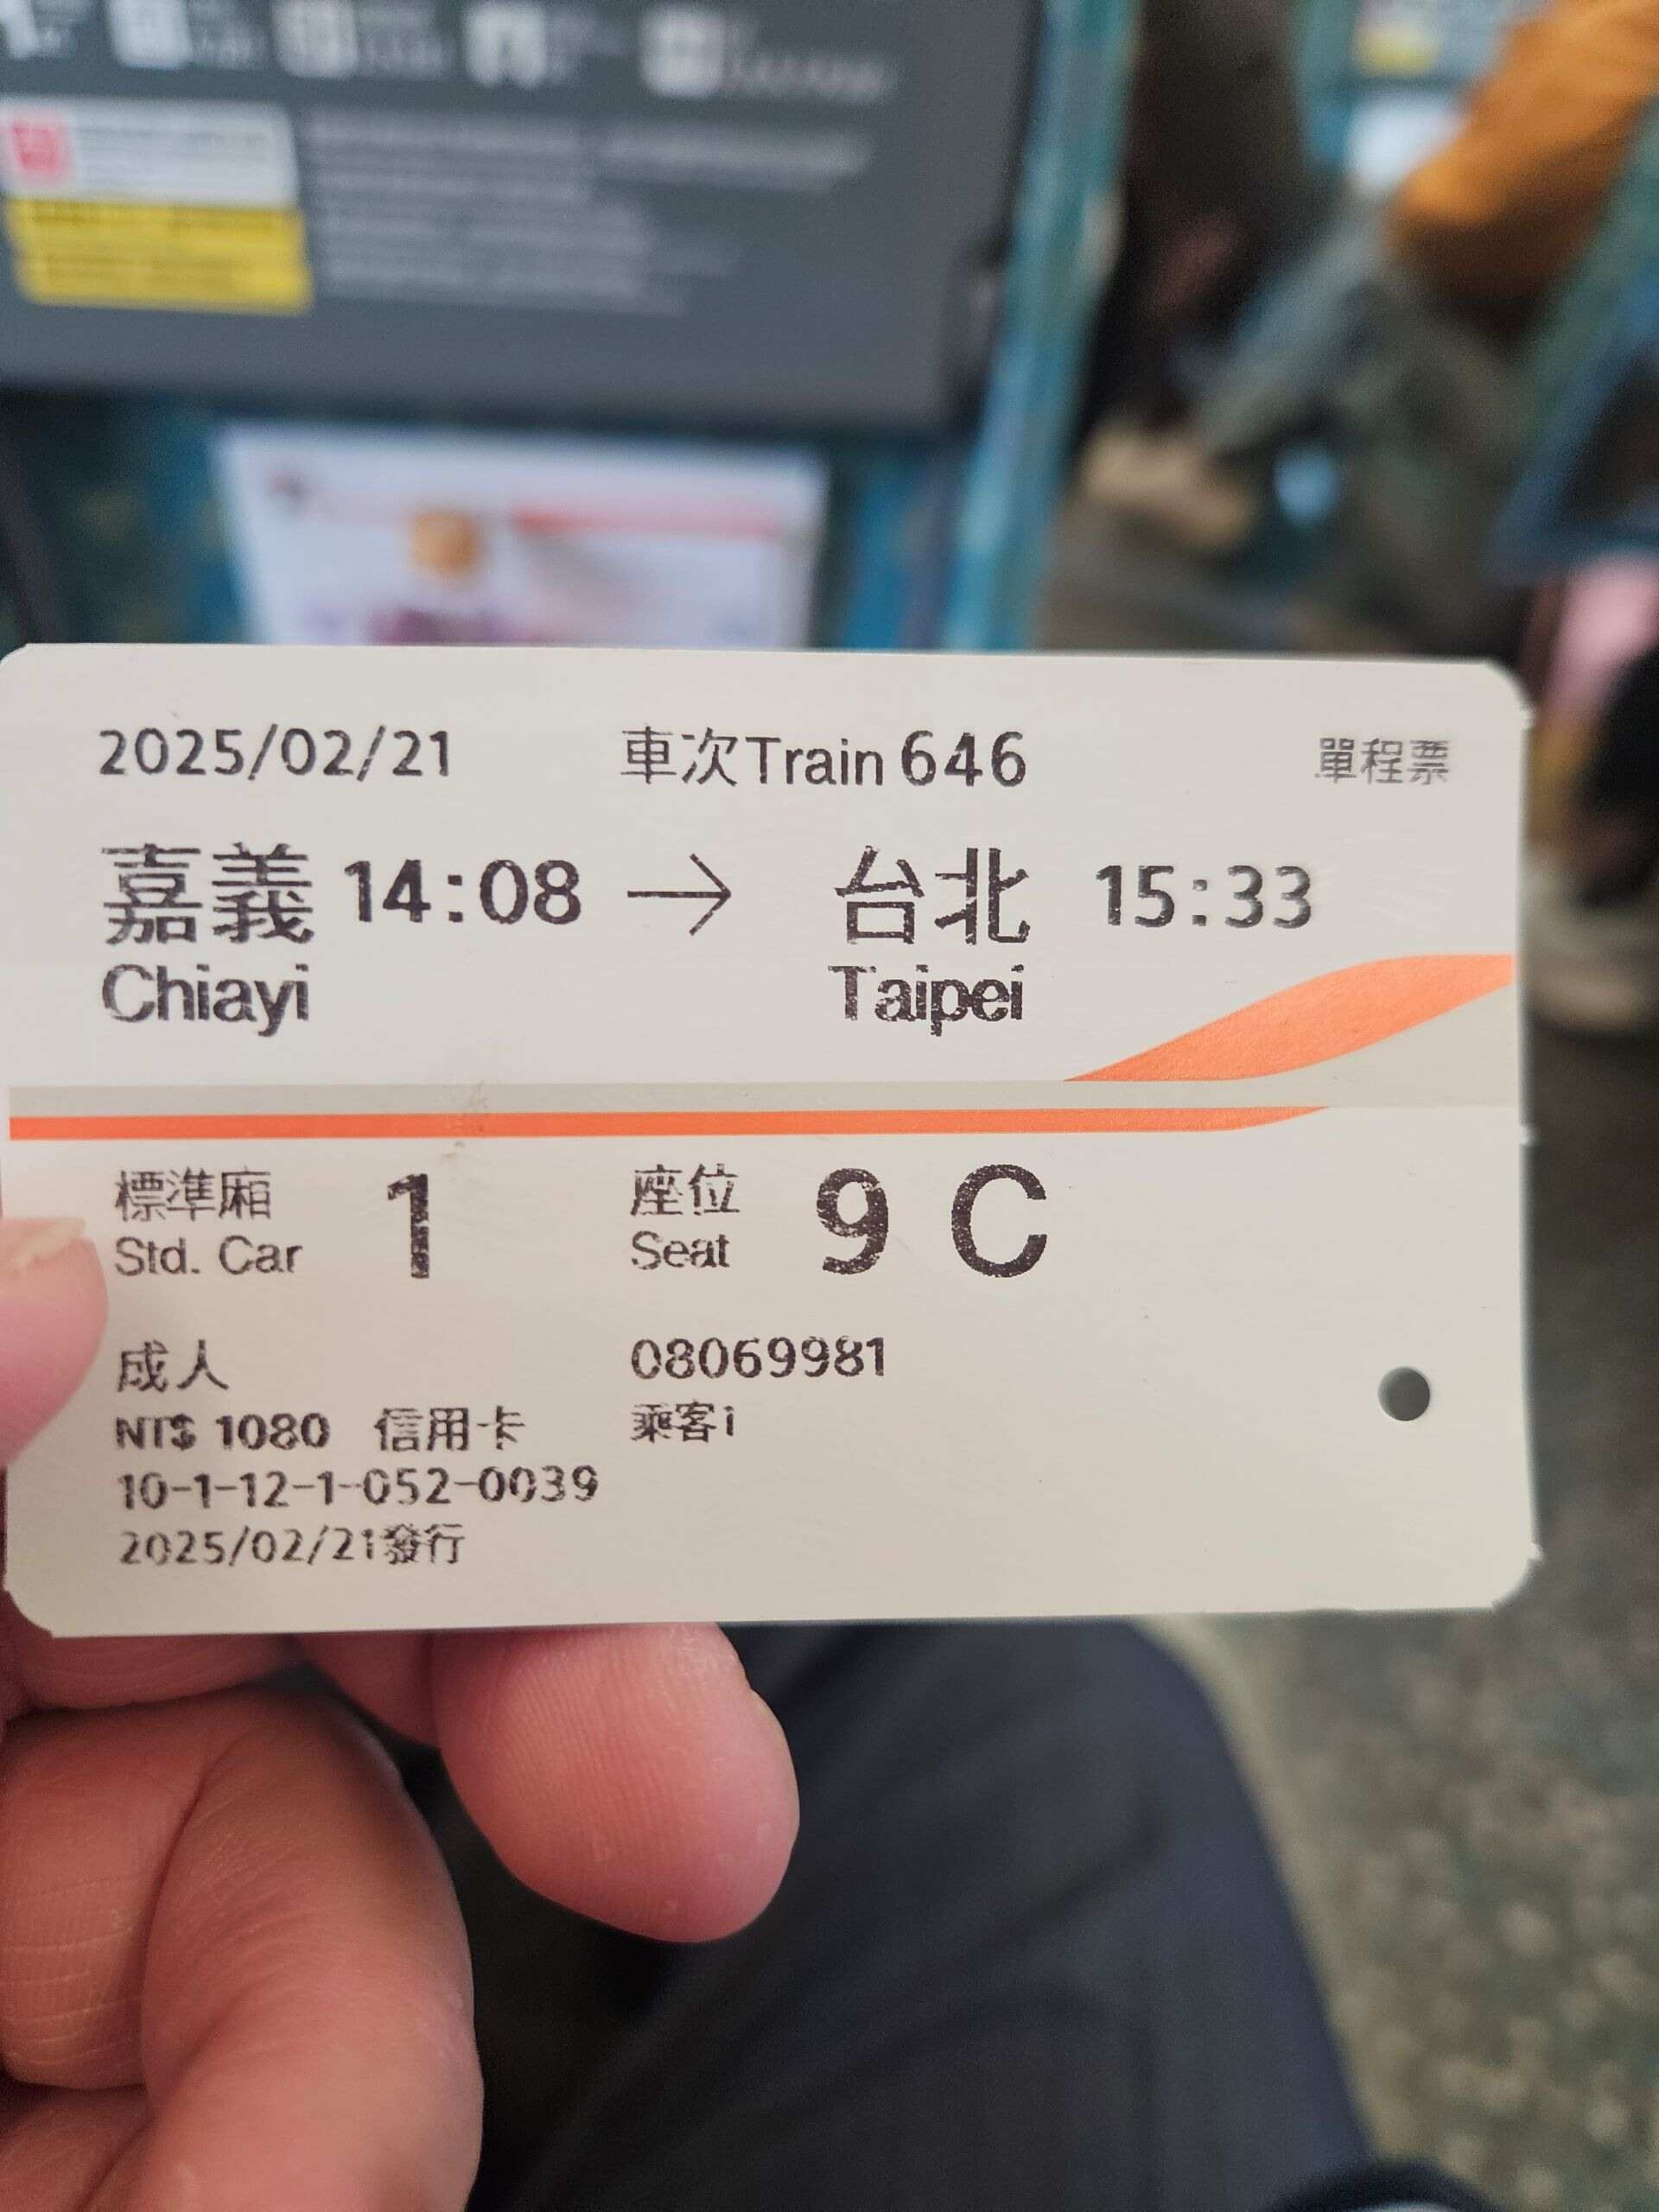 2025/02/21 車次Train 646 單程票
嘉義 14:08 → 台北 15:33
Chiayi Taipei
標準廂 1 座位 9 C
Std. Car Seat
成人 08069981
NT$ 1080 信用卡 乘客i
10-1-12-1-052-0039
2025/02/21發行